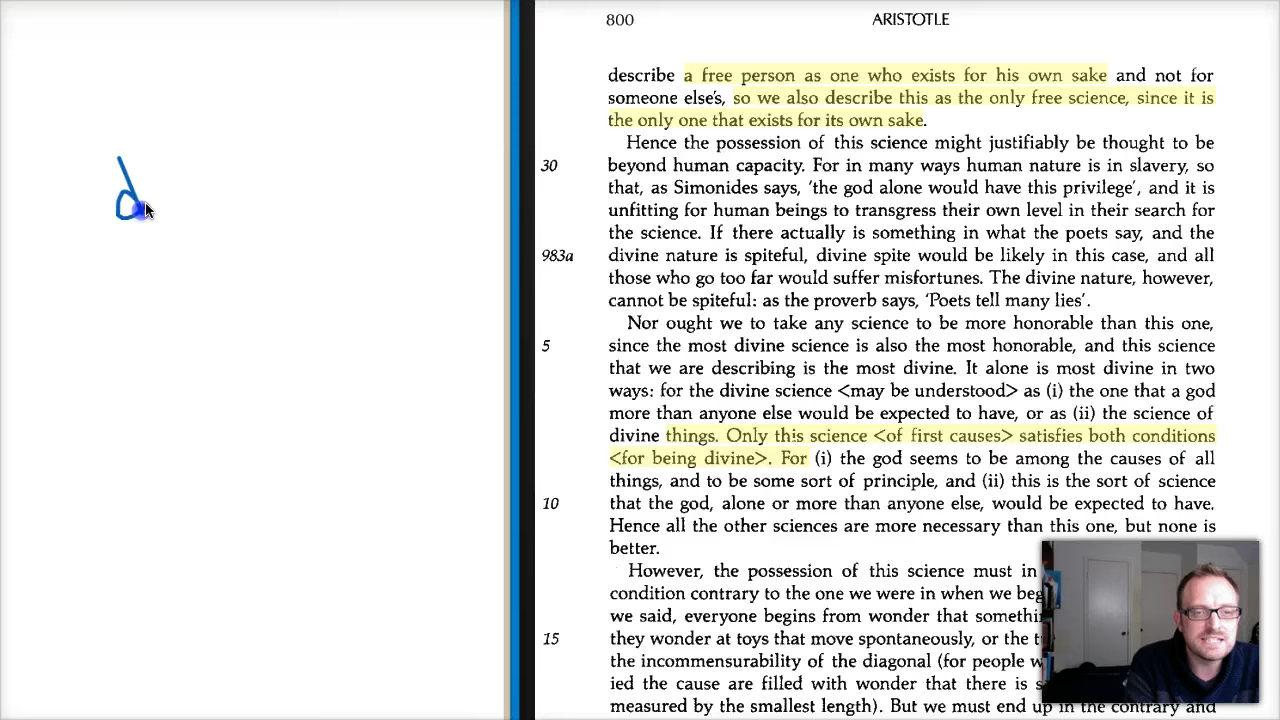 800 ARISTOTLE
describe a free person as one who exists for his own sake and not for
someone else's, so we also describe this as the only free science, since it is
the only one that exists for its own sake.
Hence the possession of this science might justifiably be thought to be
30 beyond human capacity. For in many ways human nature is in slavery, so
that, as Simonides says, 'the god alone would have this privilege', and it is
unfitting for human beings to transgress their own level in their search for
the science. If there actually is something in what the poets say, and the
983a divine nature is spiteful, divine spite would be likely in this case, and all
those who go too far would suffer misfortunes. The divine nature, however,
cannot be spiteful: as the proverb says, 'Poets tell many lies'.
Nor ought we to take any science to be more honorable than this one,
5 since the most divine science is also the most honorable, and this science
that we are describing is the most divine. It alone is most divine in two
ways: for the divine science <may be understood> as (i) the one that a god
more than anyone else would be expected to have, or as (ii) the science of
divine things. Only this science <of first causes> satisfies both conditions
<for being divine>. For (i) the god seems to be among the causes of all
things, and to be some sort of principle, and (ii) this is the sort of science
10 that the god, alone or more than anyone else, would be expected to have.
Hence all the other sciences are more necessary than this one, but none is
better.
However, the possession of this science must in
condition contrary to the one we were in when we
we said, everyone begins from wonder that
15 they wonder at toys that move spontaneously, or the
the incommensurability of the diagonal (for people
ied the cause are filled with wonder that there is
measured by the smallest length). But we must end up in the contrary and